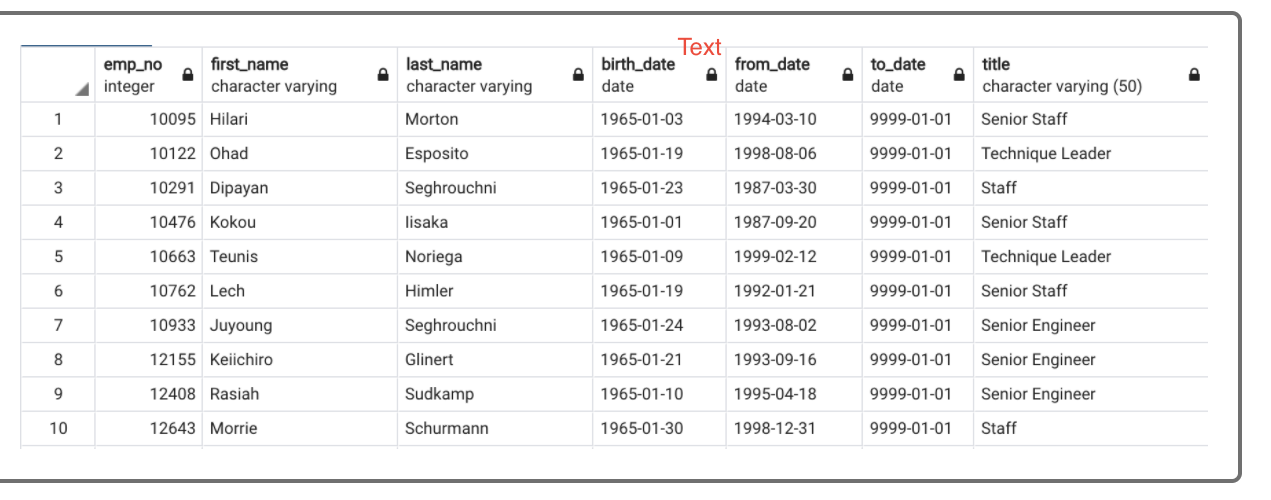 Text
emp_no first_name last_name birth_date from_date to_date title
integer character varying character varying date date date character varying (50)
1 10095 Hilari Morton 1965-01-03 1994-03-10 9999-01-01 Senior Staff
2 10122 Ohad Esposito 1965-01-19 1998-08-06 9999-01-01 Technique Leader
3 10291 Dipayan Seghrouchni 1965-01-23 1987-03-30 9999-01-01 Staff
4 10476 Kokou Iisaka 1965-01-01 1987-09-20 9999-01-01 Senior Staff
5 10663 Teunis Noriega 1965-01-09 1999-02-12 9999-01-01 Technique Leader
6 10762 Lech Himler 1965-01-19 1992-01-21 9999-01-01 Senior Staff
7 10933 Juyoung Seghrouchni 1965-01-24 1993-08-02 9999-01-01 Senior Engineer
8 12155 Keiichiro Glinert 1965-01-21 1993-09-16 9999-01-01 Senior Engineer
9 12408 Rasiah Sudkamp 1965-01-10 1995-04-18 9999-01-01 Senior Engineer
10 12643 Morrie Schurmann 1965-01-30 1998-12-31 9999-01-01 Staff